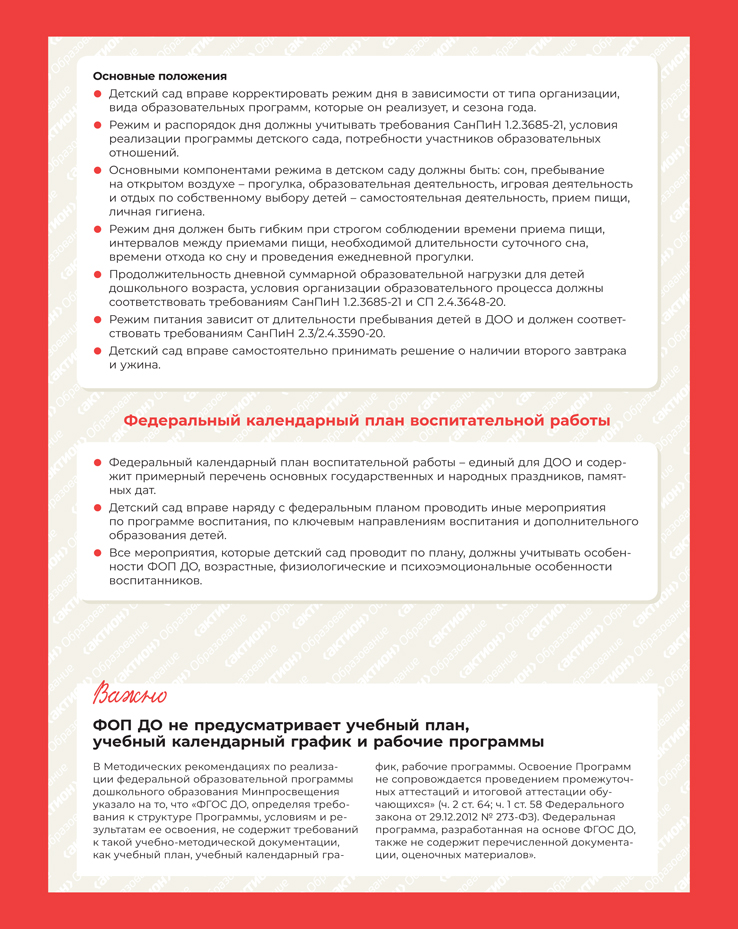 Основные положения
Детский сад вправе корректировать режим дня в зависимости от типа организации,
вида образовательных программ, которые он реализует, и сезона года.
Режим и распорядок дня должны учитывать требования СанПиН 1.2.3685-21, условия
реализации программы детского сада, потребности участников образовательных
отношений.
Основными компонентами режима в детском саду должны быть: сон, пребывание
на открытом воздухе – прогулка, образовательная деятельность, игровая деятельность
и отдых по собственному выбору детей – самостоятельная деятельность, прием пищи,
личная гигиена.
Режим дня должен быть гибким при строгом соблюдении времени приема пищи,
интервалов между приемами пищи, необходимой длительности суточного сна,
времени отхода ко сну и проведения ежедневной прогулки.
Продолжительность дневной суммарной образовательной нагрузки для детей
дошкольного возраста, условия организации образовательного процесса должны
соответствовать требованиям СанПиН 1.2.3685-21 и СП 2.4.3648-20.
Режим питания зависит от длительности пребывания детей в ДОО и должен соответ-
ствовать требованиям СанПиН 2.3/2.4.3590-20.
Детский сад вправе самостоятельно принимать решение о наличии второго завтрака
и ужина.
Федеральный календарный план воспитательной работы
Федеральный календарный план воспитательной работы – единый для ДОО и содер-
жит примерный перечень основных государственных и народных праздников, памят-
ных дат.
Детский сад вправе наряду с федеральным планом проводить иные мероприятия
по программе воспитания, по ключевым направлениям воспитания и дополнительного
образования детей.
Все мероприятия, которые детский сад проводит по плану, должны учитывать особен-
ности ФОП ДО, возрастные, физиологические и психоэмоциональные особенности
воспитанников.
Важно
ФОП ДО не предусматривает учебный план,
учебный календарный график и рабочие программы
В Методических рекомендациях по реализа-
ции федеральной образовательной программы
дошкольного образования Минпросвещения
указало на то, что «ФГОС ДО, определяя требо-
вания к структуре Программы, условиям и ре-
зультатам ее освоения, не содержит требований
к такой учебно-методической документации,
как учебный план, учебный календарный гра-
фик, рабочие программы. Освоение Программ
не сопровождается проведением промежуточ-
ных аттестаций и итоговой аттестации обу-
чающихся» (ч. 2 ст. 64; ч. 1 ст. 58 Федерального
закона от 29.12.2012 № 273-ФЗ). Федеральная
программа, разработанная на основе ФГОС ДО,
также не содержит перечисленной документа-
ции, оценочных материалов».